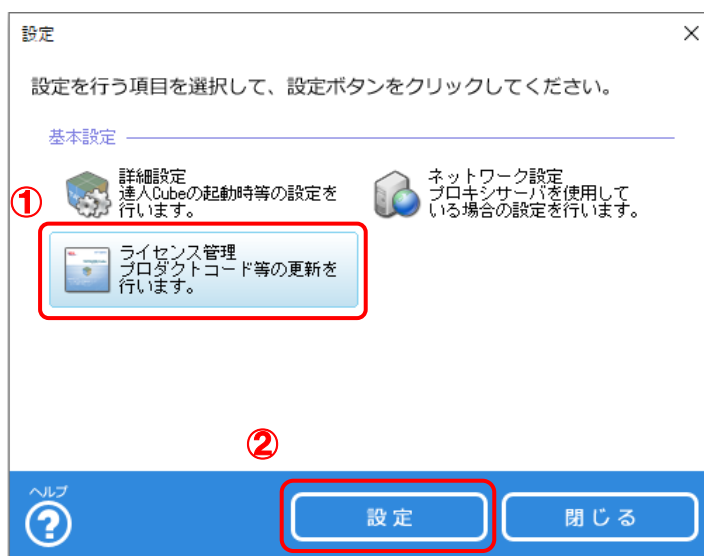 設定
設定を行う項目を選択して、設定ボタンをクリックしてください。
基本設定
詳細設定
達人Cubeの起動時等の設定を
行います。
ネットワーク設定
プロキシサーバを使用して
いる場合の設定を行います。
①
ライセンス管理
プロダクトコード等の更新を
行います。
②
ヘルプ
?
設定
閉じる